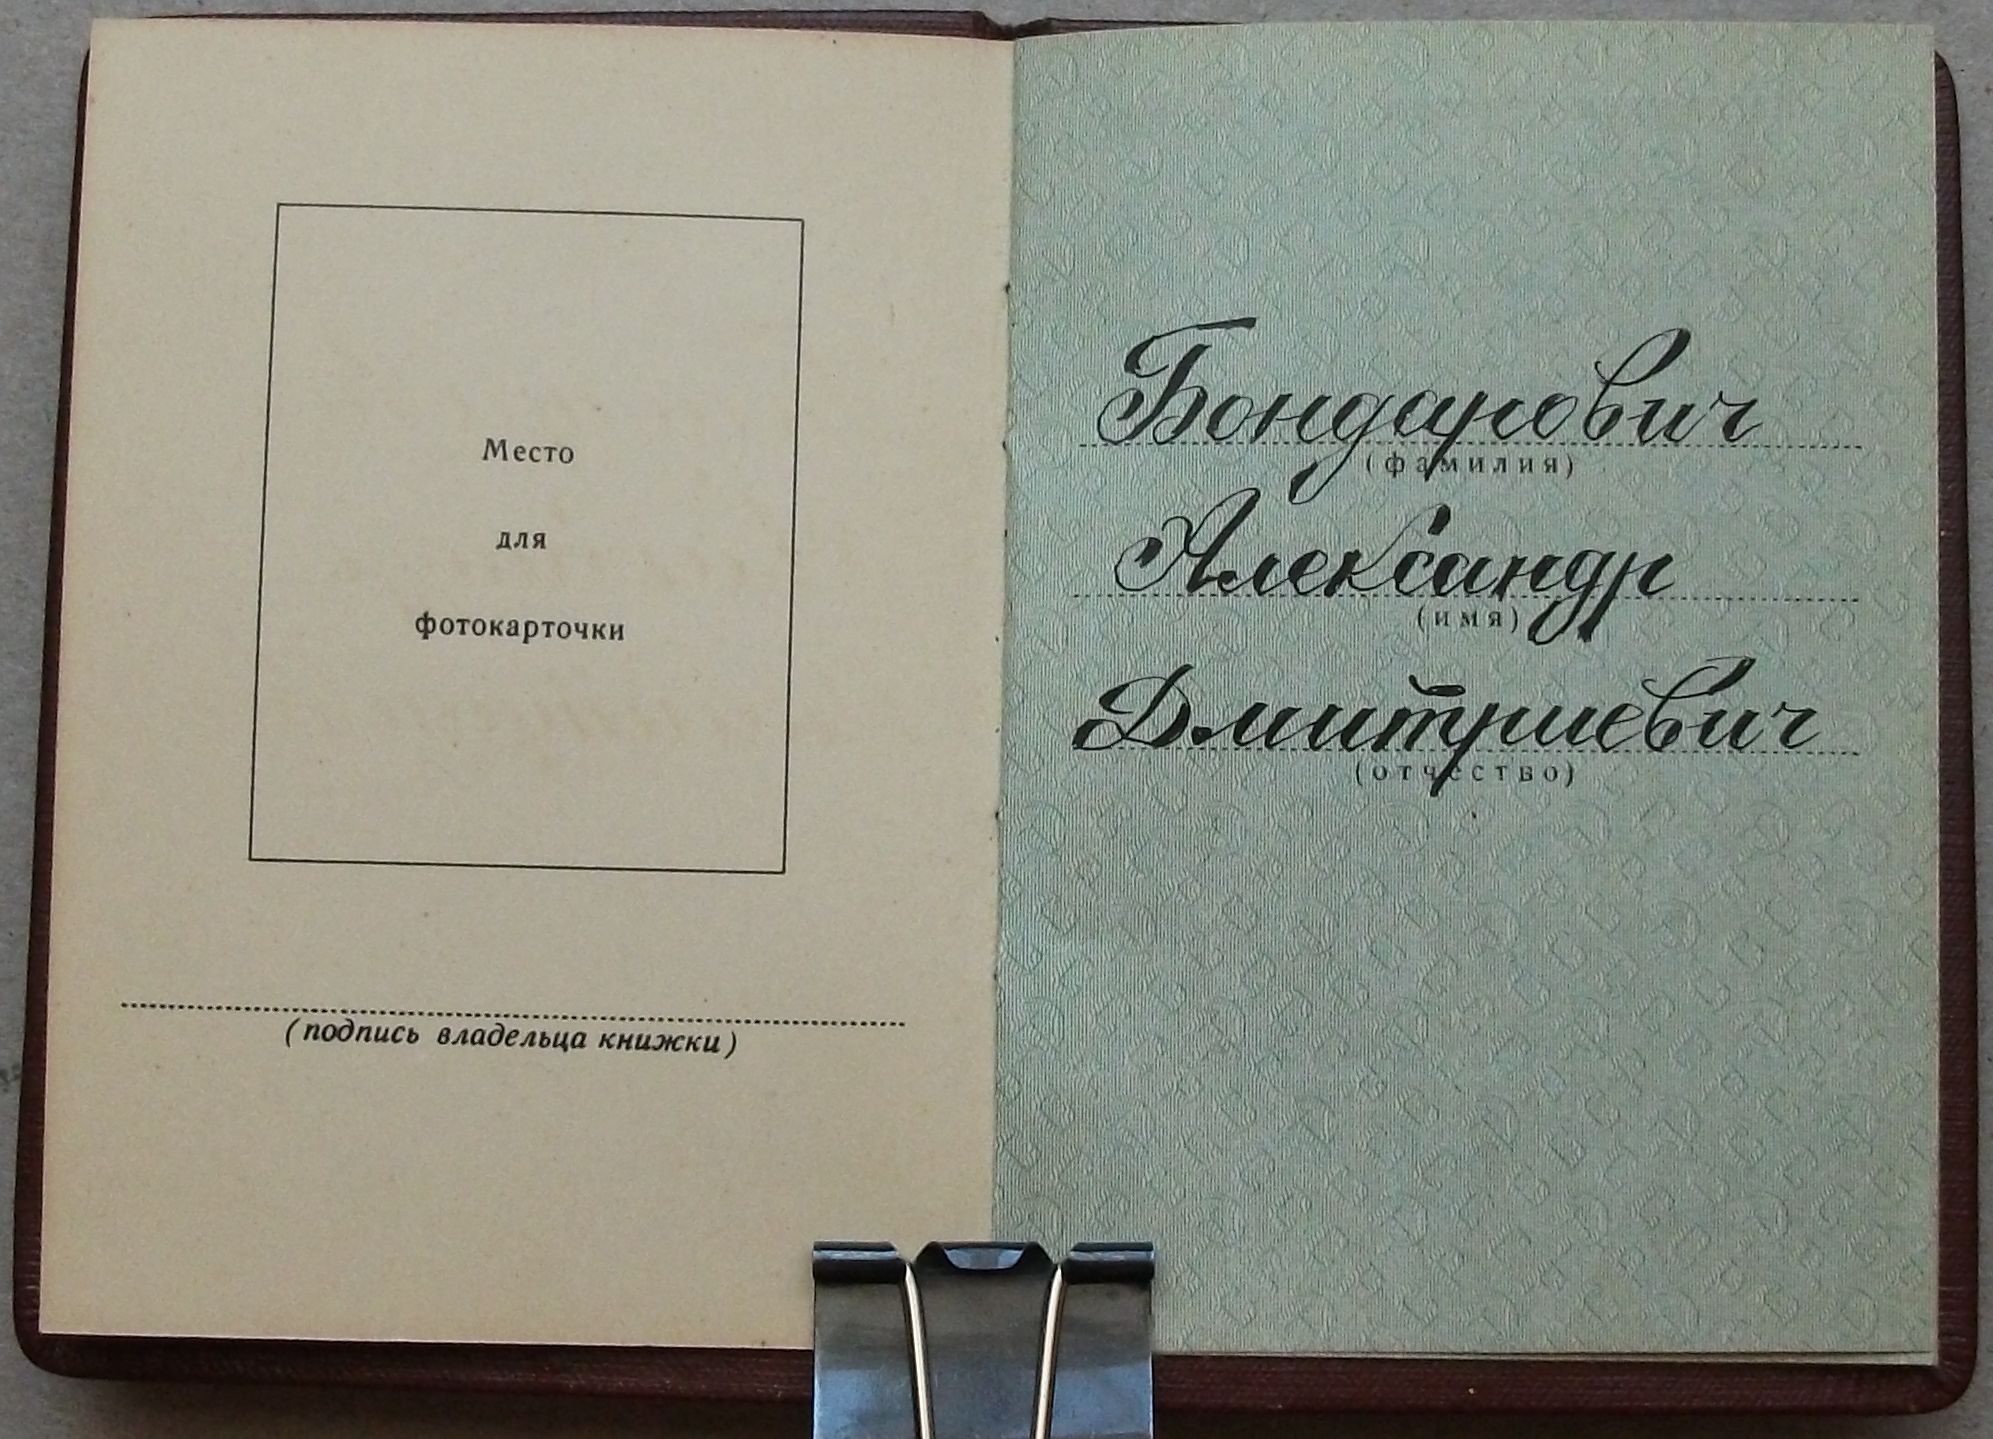 Место
для
фотокарточки
(подпись владельца книжки)
Бондарович
(фамилия)
Александр
(имя)
Дмитриевич
(отчество)